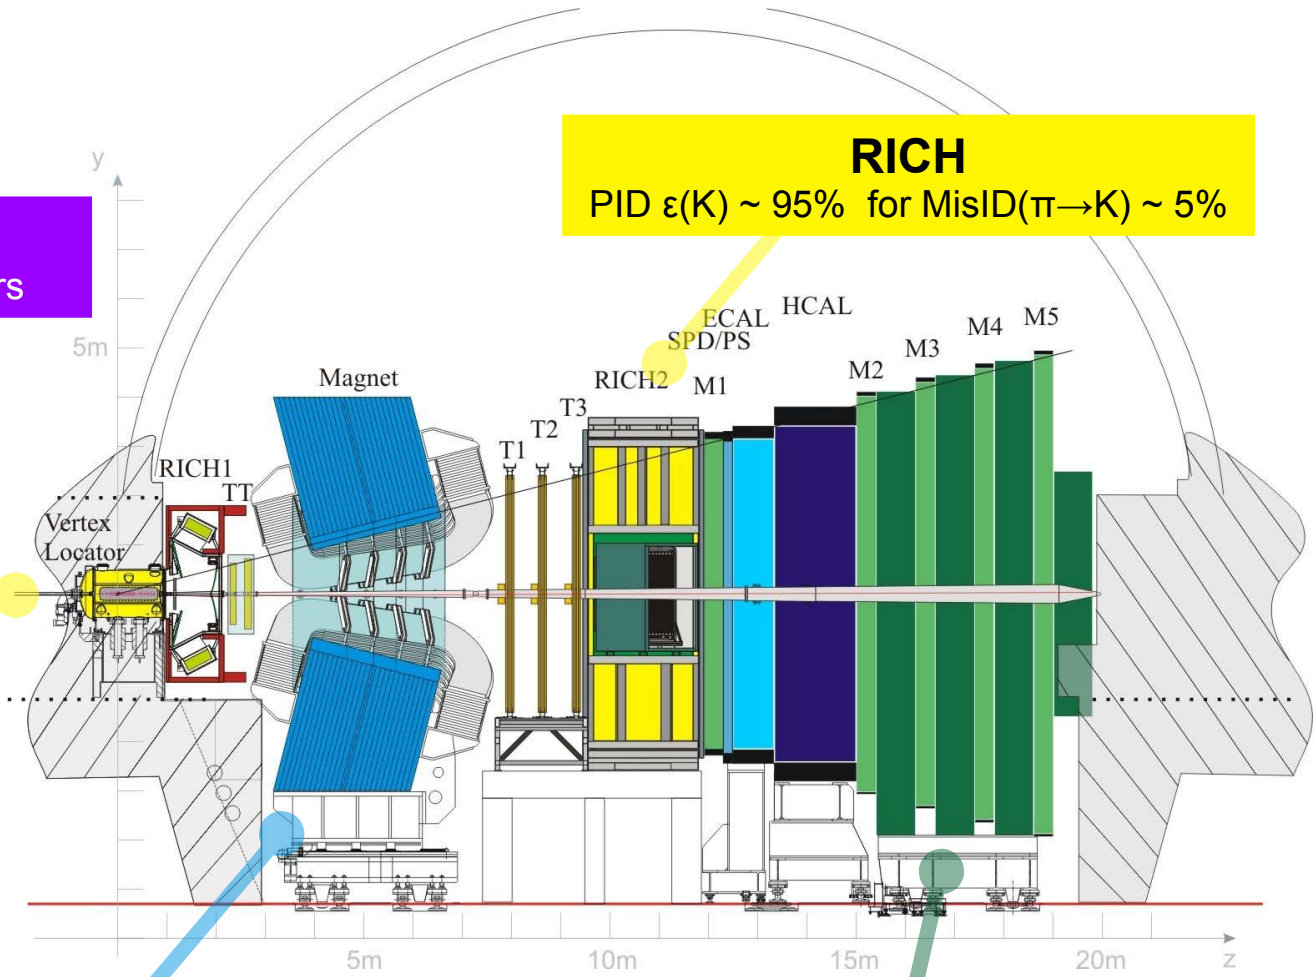 RICH
PID ε(K) ~ 95% for MisID(π→K) ~ 5%
y
rs
5m
ECAL
HCAL
SPD/PS
M5
M4
M3
M2
Magnet
RICH2
M1
T3
T2
T1
RICH1
TT
Vertex
Locator
5m
10m
15m
20m
z